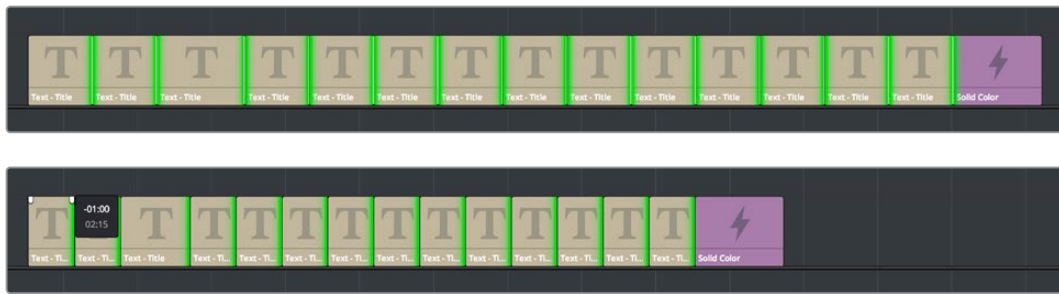 Text - Title Text - Title Text - Title Text - Title Text - Title Text - Title Text - Title Text - Title Text - Title Text - Title Text - Title Text - Title Text - Title Text - Title Solid Color
-01:00
02:15
Text - Ti... Text - Ti... Text - Title Text - Ti... Text - Ti... Text - Ti... Text - Ti... Text - Ti... Text - Ti... Text - Ti... Text - Ti... Text - Ti... Text - Ti... Text - Ti... Solid Color